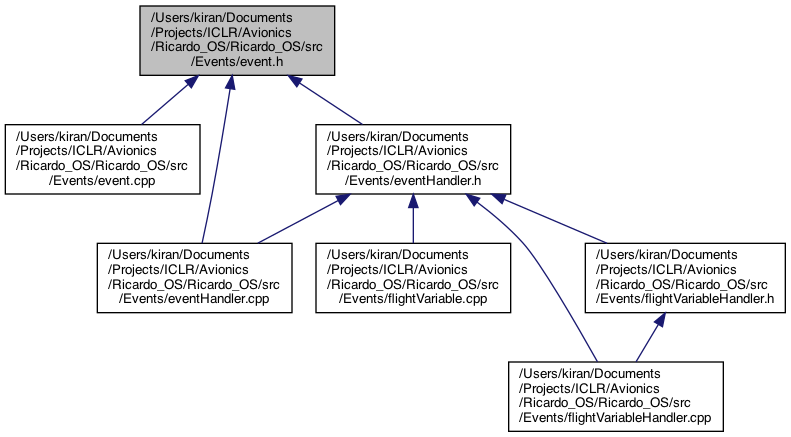 /Users/kiran/Documents
/Projects/ICLR/Avionics
/Ricardo_OS/Ricardo_OS/src
/Events/event.h
/Users/kiran/Documents
/Projects/ICLR/Avionics
/Ricardo_OS/Ricardo_OS/src
/Events/event.cpp
/Users/kiran/Documents
/Projects/ICLR/Avionics
/Ricardo_OS/Ricardo_OS/src
/Events/eventHandler.h
/Users/kiran/Documents
/Projects/ICLR/Avionics
/Ricardo_OS/Ricardo_OS/src
/Events/eventHandler.cpp
/Users/kiran/Documents
/Projects/ICLR/Avionics
/Ricardo_OS/Ricardo_OS/src
/Events/flightVariable.cpp
/Users/kiran/Documents
/Projects/ICLR/Avionics
/Ricardo_OS/Ricardo_OS/src
/Events/flightVariableHandler.h
/Users/kiran/Documents
/Projects/ICLR/Avionics
/Ricardo_OS/Ricardo_OS/src
/Events/flightVariableHandler.cpp